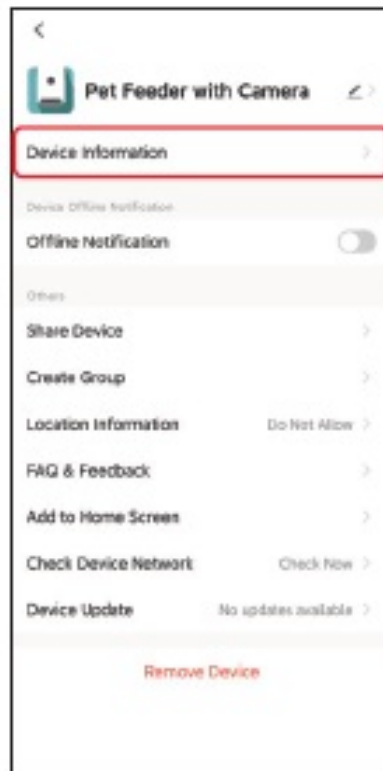 Pet Feeder with Camera
Device Information
Device Offline Notification
Offline Notification
Others
Share Device
Create Group
Location Information Do Not Allow
FAQ & Feedback
Add to Home Screen
Check Device Network Check Now
Device Update No updates available
Remove Device